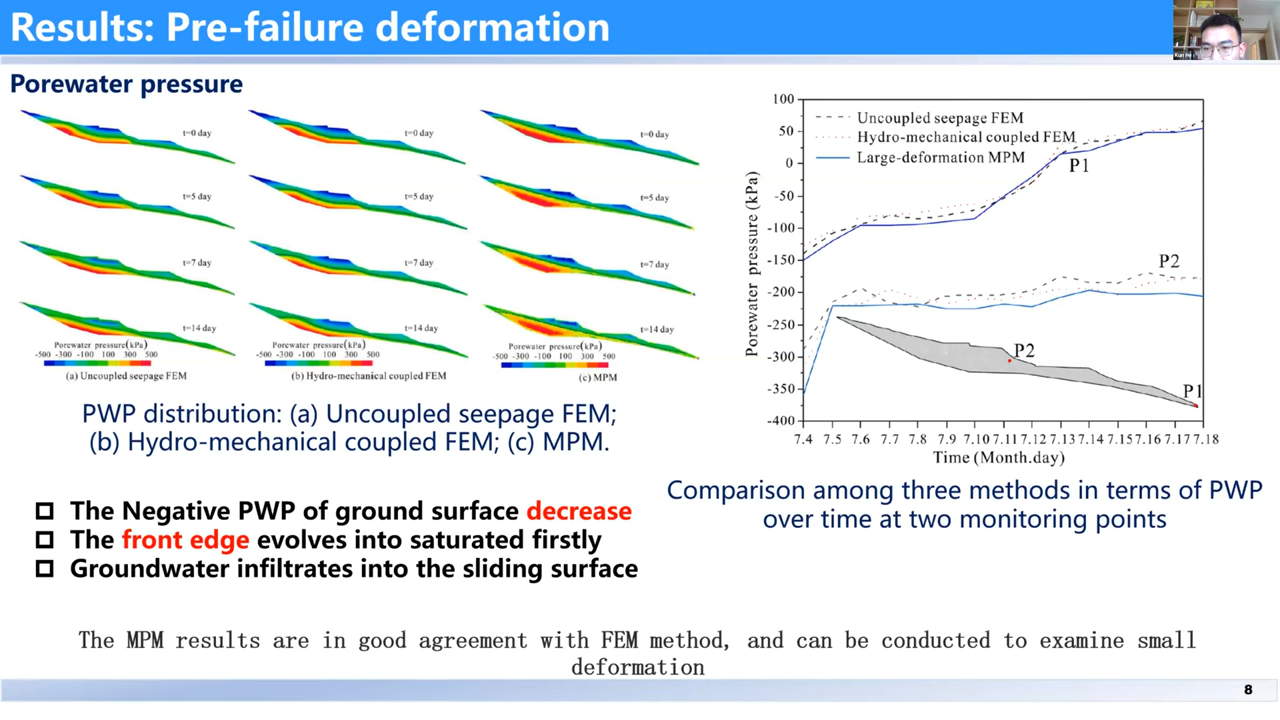 Results: Pre-failure deformation
Porewater pressure
t=0 day
t=0 day
t=0 day
t=5 day
t=5 day
t=5 day
t=7 day
t=7 day
t=7 day
t=14 day
t=14 day
t=14 day
Porewater pressure(kPa)
-500 -300 -100 100 300 500
(a) Uncoupled seepage FEM
Porewater pressure(kPa)
-500 -300 -100 100 300 500
(b) Hydro-mechanical coupled FEM
Porewater pressure(kPa)
-500 -300 -100 100 300 500
(c) MPM
PWP distribution: (a) Uncoupled seepage FEM;
(b) Hydro-mechanical coupled FEM; (c) MPM.
The Negative PWP of ground surface decrease
The front edge evolves into saturated firstly
Groundwater infiltrates into the sliding surface
Porewater pressure (kPa)
100
50
0
-50
-100
-150
-200
-250
-300
-350
-400
Uncoupled seepage FEM
Hydro-mechanical coupled FEM
Large-deformation MPM
P1
P2
P2
P1
7.4 7.5 7.6 7.7 7.8 7.9 7.10 7.11 7.12 7.13 7.14 7.15 7.16 7.17 7.18
Time (Month.day)
Comparison among three methods in terms of PWP
over time at two monitoring points
The MPM results are in good agreement with FEM method, and can be conducted to examine small
deformation
8